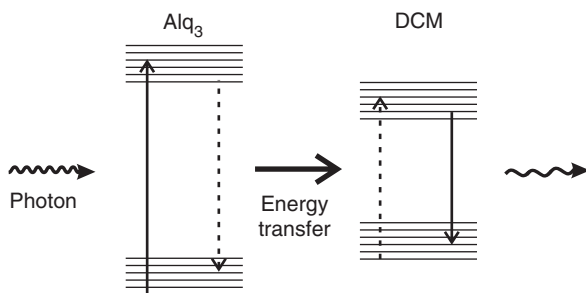 Alq₃
DCM
Photon
Energy
transfer